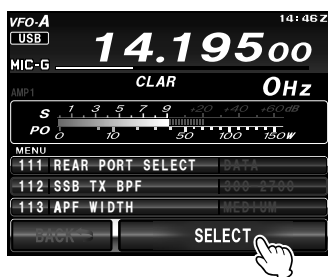 VFO-A 14:46Z
USB
14.19500
MIC-G
CLAR 0Hz
AMP1
S 1 3 5 7 9 +20 +40 +60dB
PO 0 10 50 100 150W
MENU
111 REAR PORT SELECT DATA
112 SSB TX BPF 300-2700
113 APF WIDTH MEDIUM
BACK SELECT